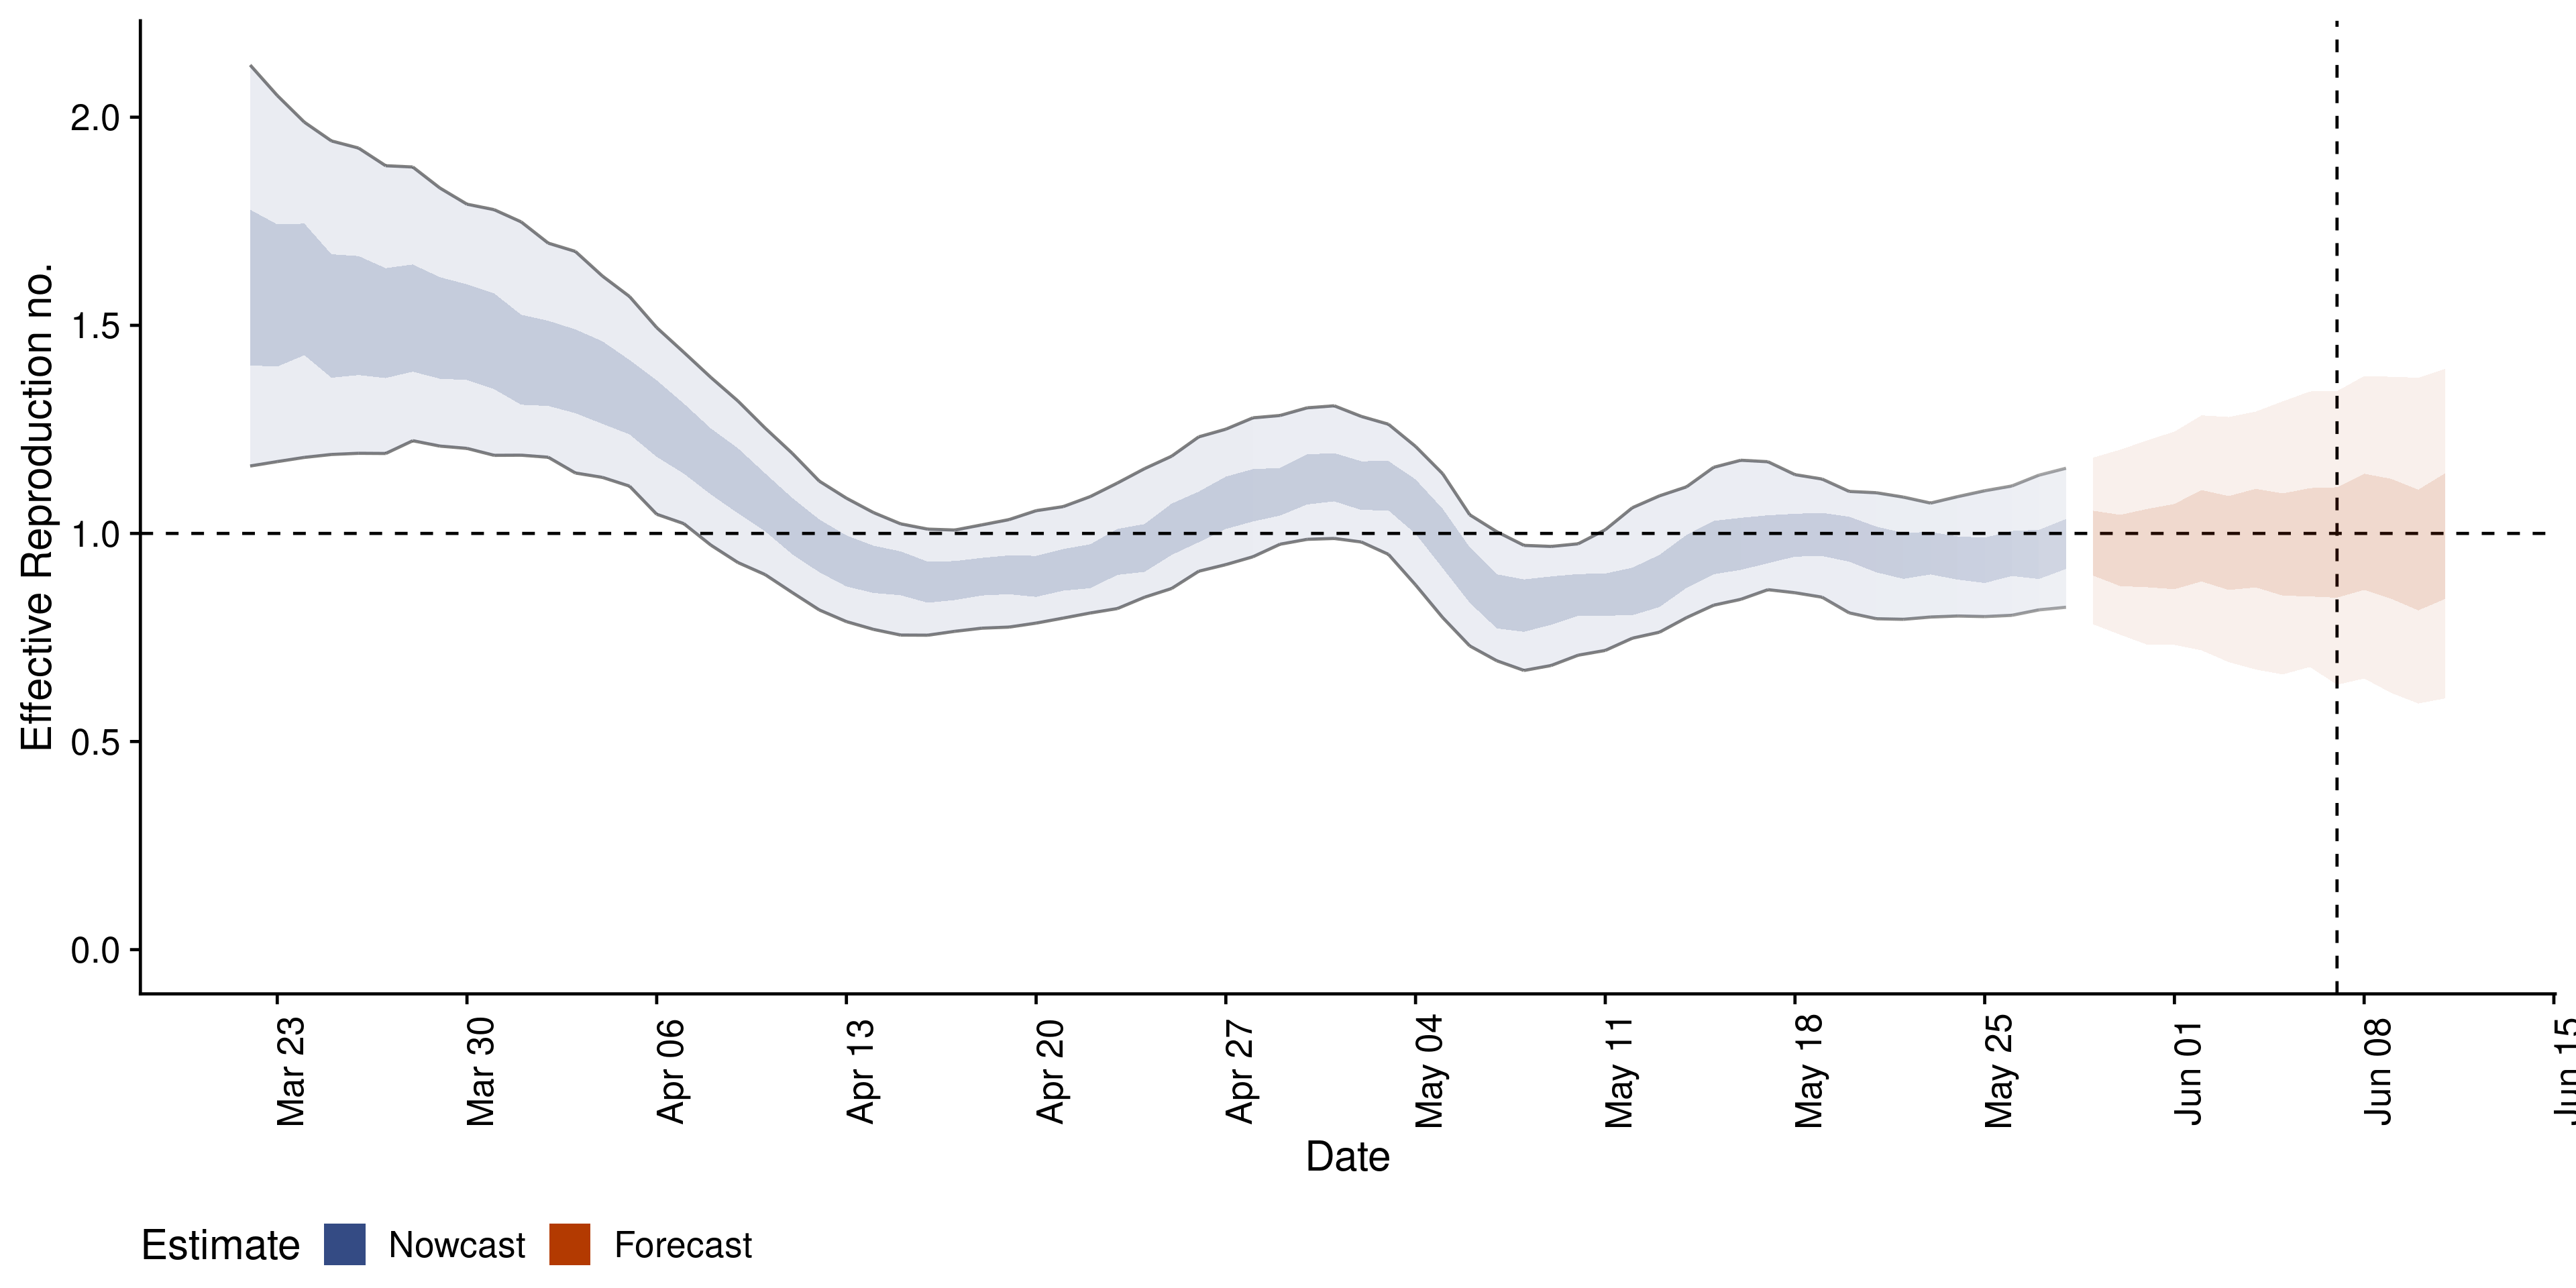 Effective Reproduction no.
2.0
1.5
1.0
0.5
0.0
Mar 23
Mar 30
Apr 06
Apr 13
Apr 20
Apr 27
May 04
May 11
May 18
May 25
Jun 01
Jun 08
Jun 15
Date
Estimate Nowcast Forecast